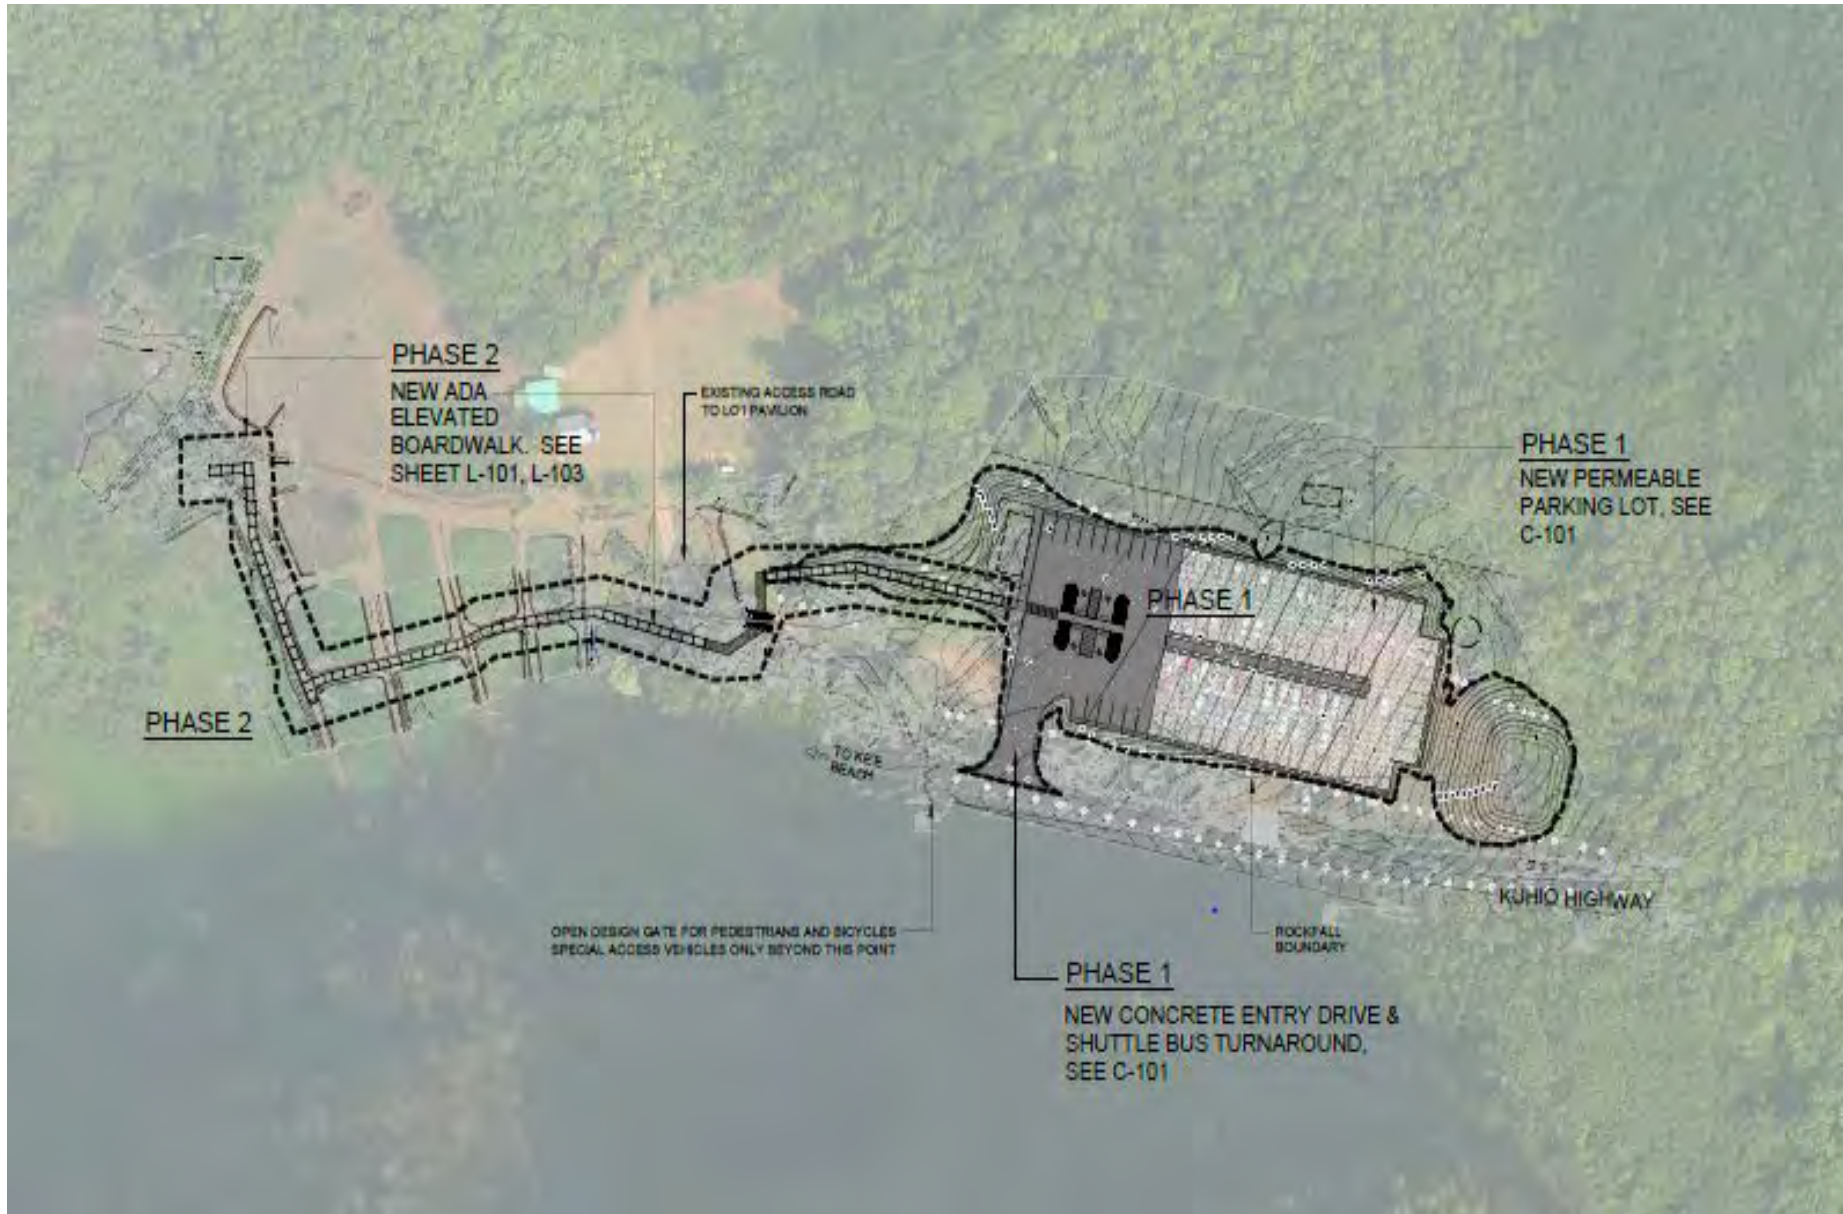 PHASE 2
NEW ADA
ELEVATED
BOARDWALK. SEE
SHEET L-101, L-103
EXISTING ACCESS ROAD
TO LO'I PAVILION
PHASE 1
NEW PERMEABLE
PARKING LOT, SEE
C-101
PHASE 1
PHASE 2
TO KE'E
BEACH
KUHIO HIGHWAY
OPEN DESIGN GATE FOR PEDESTRIANS AND BICYCLES
SPECIAL ACCESS VEHICLES ONLY BEYOND THIS POINT
ROCKFALL
BOUNDARY
PHASE 1
NEW CONCRETE ENTRY DRIVE &
SHUTTLE BUS TURNAROUND,
SEE C-101